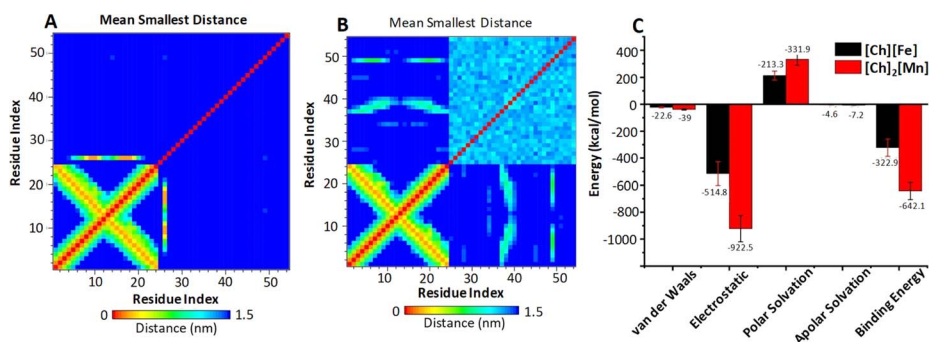 A
Mean Smallest Distance
50
40
30
20
10
Residue Index
10 20 30 40 50
Residue Index
0 1.5
Distance (nm)
B
Mean Smallest Distance
50
40
30
20
10
Residue Index
10 20 30 40 50
Residue Index
0 1.5
Distance (nm)
C
[Ch][Fe]
[Ch]₂[Mn]
400
200
0
-200
-400
-600
-800
-1000
Energy (kcal/mol)
-22.6
-39
-514.8
-922.5
-213.3
-331.9
-4.6
-7.2
-322.9
-642.1
van der Waals
Electrostatic
Polar Solvation
Apolar Solvation
Binding Energy